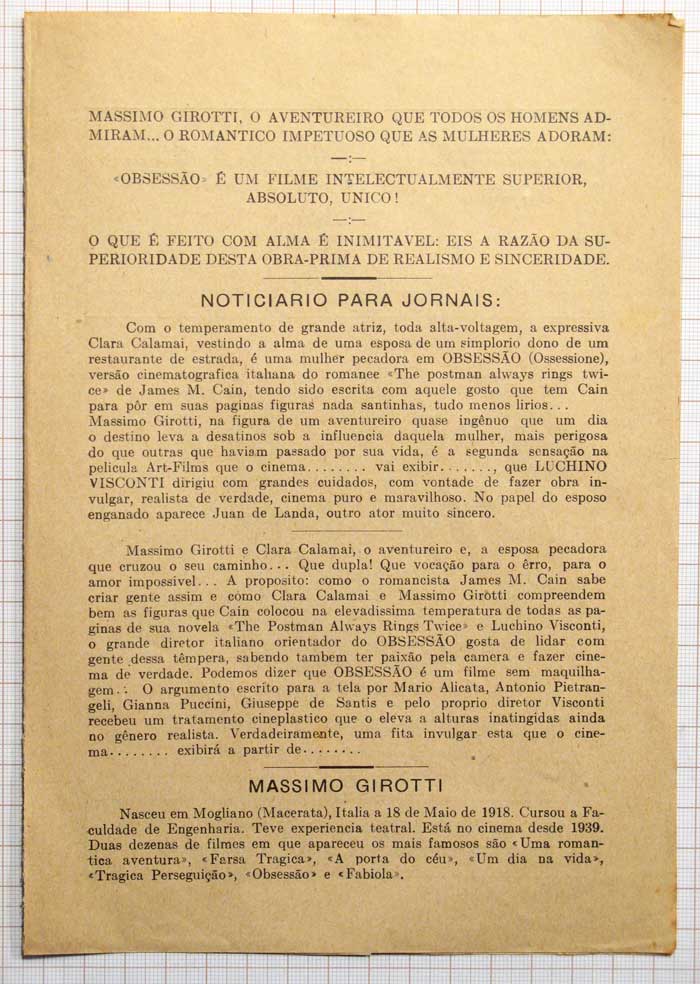 MASSIMO GIROTTI, O AVENTUREIRO QUE TODOS OS HOMENS AD-
MIRAM... O ROMANTICO IMPETUOSO QUE AS MULHERES ADORAM:
—:—
«OBSESSÃO» É UM FILME INTELECTUALMENTE SUPERIOR,
ABSOLUTO, UNICO!
—:—
O QUE É FEITO COM ALMA É INIMITAVEL: EIS A RAZÃO DA SU-
PERIORIDADE DESTA OBRA-PRIMA DE REALISMO E SINCERIDADE.
NOTICIARIO PARA JORNAIS:
Com o temperamento de grande atriz, toda alta-voltagem, a expressiva
Clara Calamai, vestindo a alma de uma esposa de um simplorio dono de um
restaurante de estrada, é uma mulher pecadora em OBSESSÃO (Ossessione),
versão cinematografica italiana do romanee «The postman always rings twi-
ce» de James M. Cain, tendo sido escrita com aquele gosto que tem Cain
para pôr em suas paginas figuras nada santinhas, tudo menos lirios...
Massimo Girotti, na figura de um aventureiro quase ingênuo que um dia
o destino leva a desatinos sob a influencia daquela mulher, mais perigosa
do que outras que haviam passado por sua vida, é a segunda sensação na
pelicula Art-Films que o cinema........ vai exibir......., que LUCHINO
VISCONTI dirigiu com grandes cuidados, com vontade de fazer obra in-
vulgar, realista de verdade, cinema puro e maravilhoso. No papel do esposo
enganado aparece Juan de Landa, outro ator muito sincero.
Massimo Girotti e Clara Calamai, o aventureiro e, a esposa pecadora
que cruzou o seu caminho... Que dupla! Que vocação para o êrro, para o
amor impossivel... A proposito: como o romancista James M. Cain sabe
criar gente assim e como Clara Calamai e Massimo Girotti compreendem
bem as figuras que Cain colocou na elevadissima temperatura de todas as pa-
ginas de sua novela «The Postman Always Rings Twice» e Luchino Visconti,
o grande diretor italiano orientador do OBSESSÃO gosta de lidar com
gente dessa têmpera, sabendo tambem ter paixão pela camera e fazer cine-
ma de verdade. Podemos dizer que OBSESSÃO é um filme sem maquilha-
gem.. O argumento escrito para a tela por Mario Alicata, Antonio Pietran-
geli, Gianna Puccini, Giuseppe de Santis e pelo proprio diretor Visconti
recebeu um tratamento cineplastico que o eleva a alturas inatingidas ainda
no gênero realista. Verdadeiramente, uma fita invulgar esta que o cine-
ma........ exibirá a partir de........
MASSIMO GIROTTI
Nasceu em Mogliano (Macerata), Italia a 18 de Maio de 1918. Cursou a Fa-
culdade de Engenharia. Teve experiencia teatral. Está no cinema desde 1939.
Duas dezenas de filmes em que apareceu os mais famosos são «Uma roman-
tica aventura», «Farsa Tragica», «A porta do céu», «Um dia na vida»,
«Tragica Perseguição», «Obsessão» e «Fabiola».